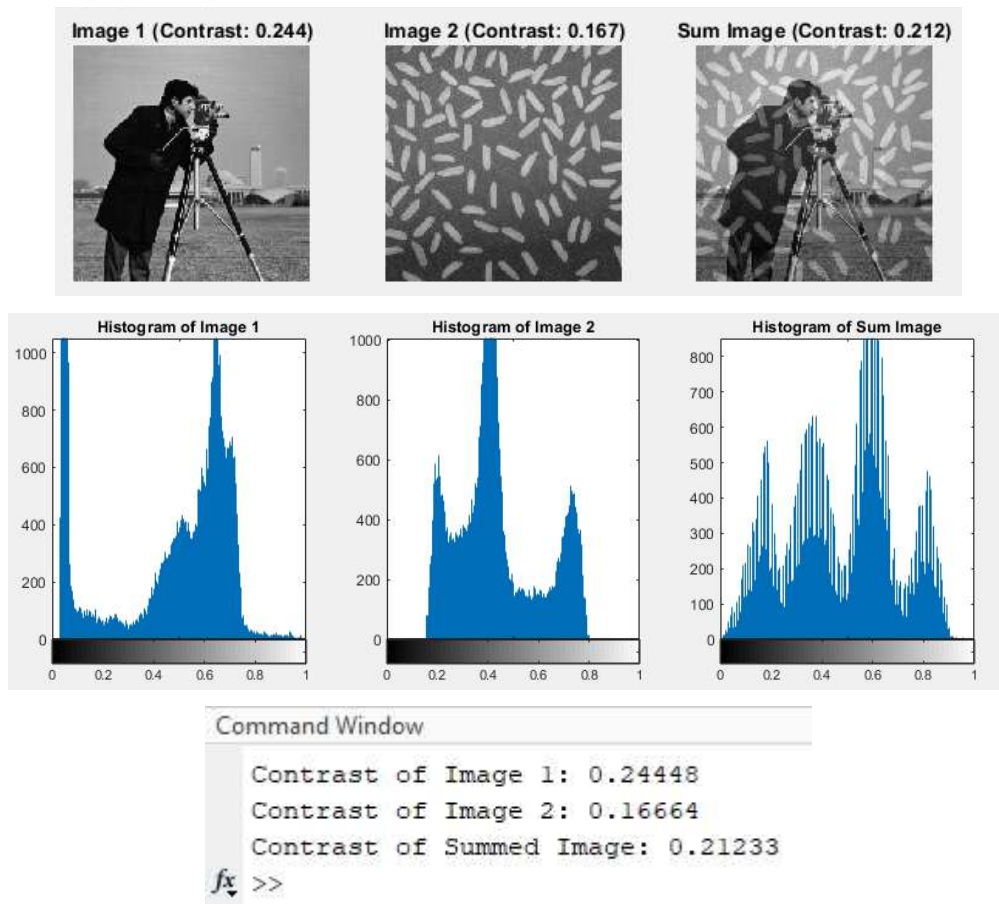 Image 1 (Contrast: 0.244)
Image 2 (Contrast: 0.167)
Sum Image (Contrast: 0.212)
Histogram of Image 1
1000
800
600
400
200
0
0 0.2 0.4 0.6 0.8 1
Histogram of Image 2
1000
800
600
400
200
0
0 0.2 0.4 0.6 0.8 1
Histogram of Sum Image
800
700
600
500
400
300
200
100
0
0 0.2 0.4 0.6 0.8 1
Command Window
Contrast of Image 1: 0.24448
Contrast of Image 2: 0.16664
Contrast of Summed Image: 0.21233
fx >>